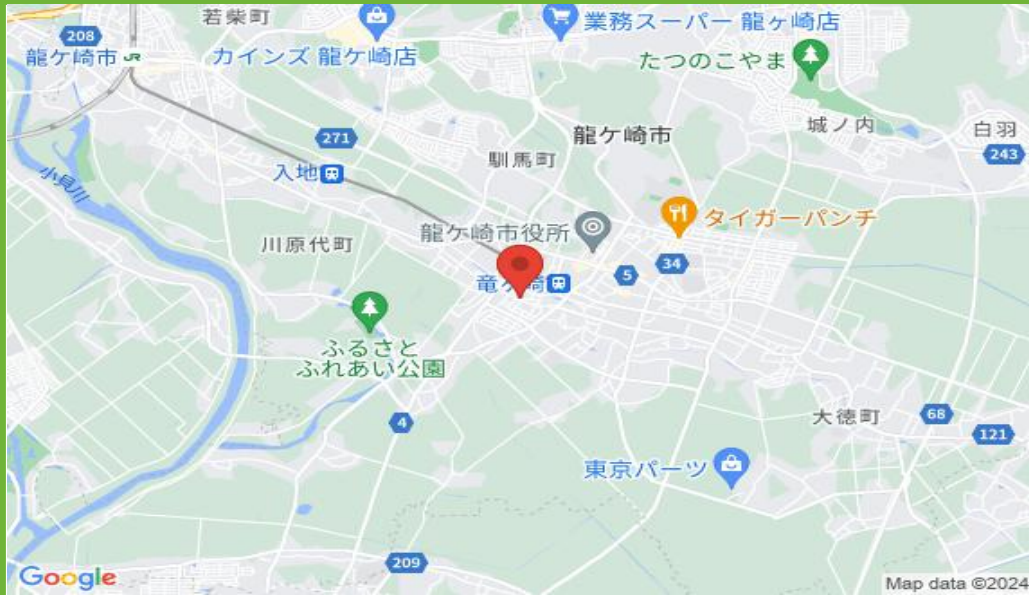 若柴町
208
龍ケ崎市
JR
カインズ 龍ケ崎店
業務スーパー 龍ヶ崎店
たつのこやま
城ノ内
白羽
243
271
龍ケ崎市
馴馬町
入地
小貝川
川原代町
龍ケ崎市役所
タイガーパンチ
34
5
竜ケ崎
ふるさと
ふれあい公園
4
大徳町
68
121
東京パーツ
209
Google
Map data ©2024